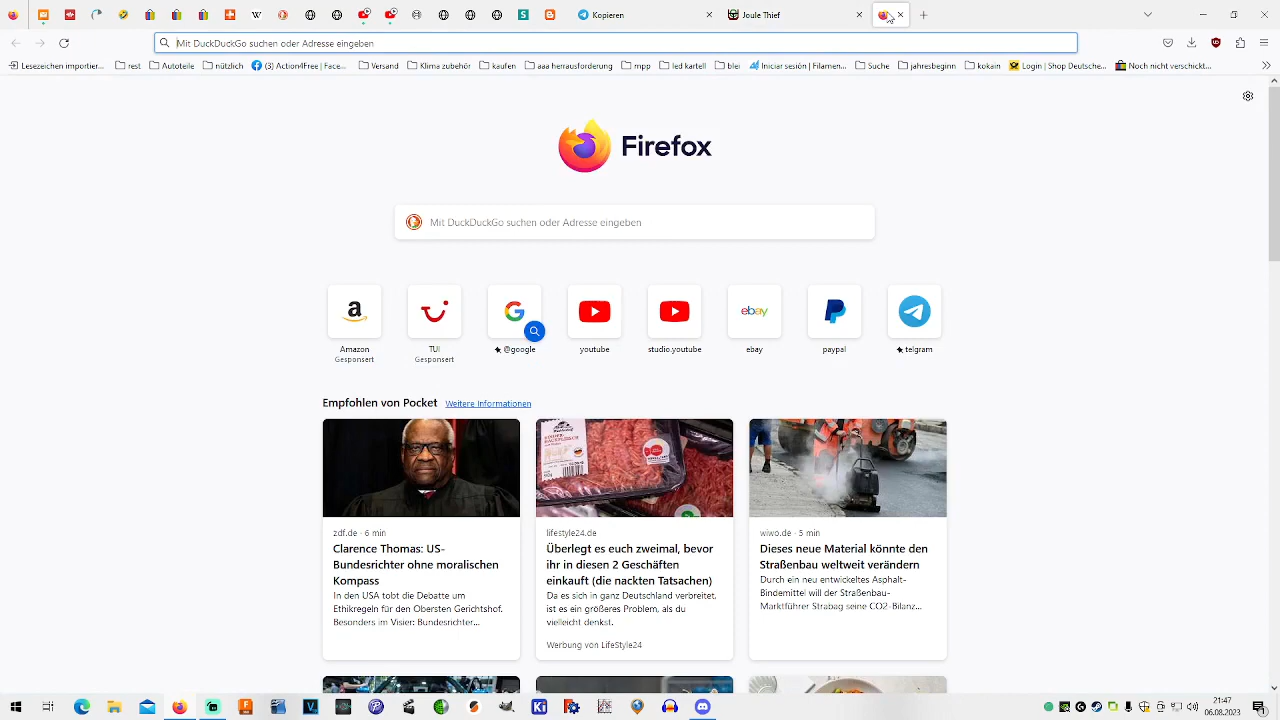 Kopieren
Joule Thief
Mit DuckDuckGo suchen oder Adresse eingeben
Lesezeichen importier...
rest
Autoteile
nützlich
(3) Action4Free | Face...
Versand
Klima zubehör
kaufen
aaa herrausforderung
mpp
led kartell
blei
Iniciar sesión | Filamen...
Suche
jahresbeginn
kokain
Login | Shop Deutsche...
Noch nicht verschickt...
Firefox
Mit DuckDuckGo suchen oder Adresse eingeben
Amazon
Gesponsert
TUI
Gesponsert
@google
youtube
studio.youtube
ebay
ebay
paypal
telgram
Empfohlen von Pocket
Weitere Informationen
zdf.de · 6 min
Clarence Thomas: US-
Bundesrichter ohne moralischen
Kompass
In den USA tobt die Debatte um
Ethikregeln für den Obersten Gerichtshof.
Besonders im Visier: Bundesrichter...
lifestyle24.de
Überlegt es euch zweimal, bevor
ihr in diesen 2 Geschäften
einkauft (die nackten Tatsachen)
Da es sich in ganz Deutschland verbreitet,
ist es ein größeres Problem, als du
vielleicht denkst.
Werbung von LifeStyle24
wiwo.de · 5 min
Dieses neue Material könnte den
Straßenbau weltweit verändern
Durch ein neu entwickeltes Asphalt-
Bindemittel will der Straßenbau-
Marktführer Strabag seine CO2-Bilanz...
21:47
06.08.2023